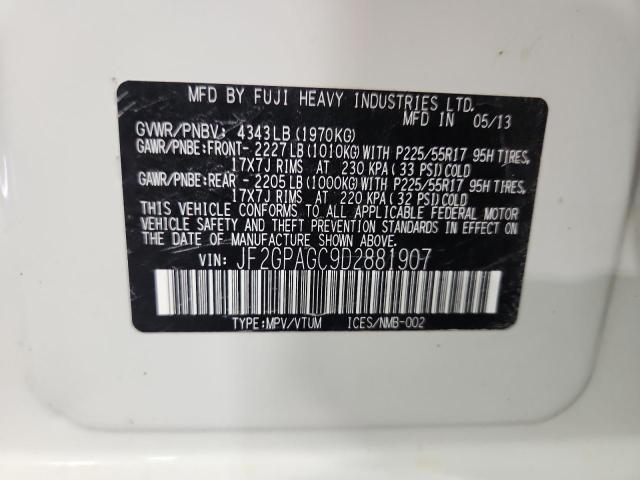 MFD BY FUJI HEAVY INDUSTRIES LTD.
MFD IN 05/13
GVWR/PNBV: 4343LB(1970KG)
GAWR/PNBE:FRONT- 2227LB(1010KG)WITH P225/55R17 95H TIRES,
17X7J RIMS AT 230 KPA(33 PSI)COLD
GAWR/PNBE:REAR - 2205LB(1000KG)WITH P225/55R17 95H TIRES,
17X7J RIMS AT 220 KPA(32 PSI)COLD
THIS VEHICLE CONFORMS TO ALL APPLICABLE FEDERAL MOTOR
VEHICLE SAFETY AND THEFT PREVENTION STANDARDS IN EFFECT ON
THE DATE OF MANUFACTURE SHOWN ABOVE.
VIN: JF2GPAGC9D2881907
TYPE:MPV/VTUM ICES/NMB-002